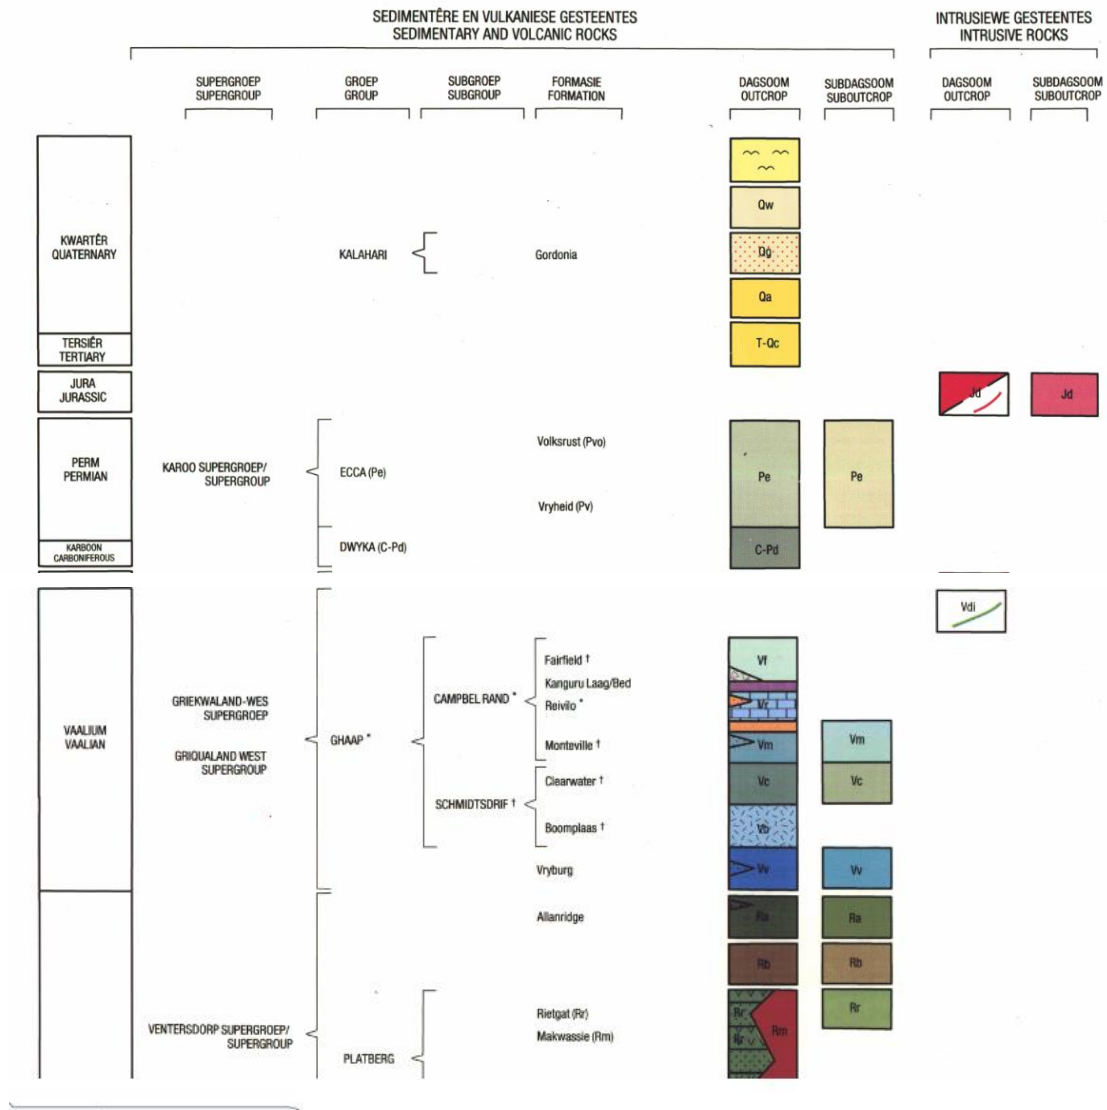 SEDIMENTÊRE EN VULKANIESE GESTEENTES
SEDIMENTARY AND VOLCANIC ROCKS
INTRUSIEWE GESTEENTES
INTRUSIVE ROCKS
SUPERGROEP
SUPERGROUP
GROEP
GROUP
SUBGROEP
SUBGROUP
FORMASIE
FORMATION
DAGSOOM
OUTCROP
SUBDAGSOOM
SUBOUTCROP
DAGSOOM
OUTCROP
SUBDAGSOOM
SUBOUTCROP
Qw
KWARTÊR
QUATERNARY
KALAHARI
Gordonia
Qg
Qa
TERSIÊR
TERTIARY
T-Qc
JURA
JURASSIC
Jd
Jd
PERM
PERMIAN
KAROO SUPERGROEP/
SUPERGROUP
ECCA (Pe)
Volksrust (Pvo)
Vryheid (Pv)
Pe
Pe
KARBOON
CARBONIFEROUS
DWYKA (C-Pd)
C-Pd
Vdi
VAALIUM
VAALIAN
GRIEKWALAND-WES
SUPERGROEP
GRIQUALAND WEST
SUPERGROUP
GHAAP *
CAMPBEL RAND *
Fairfield †
Vf
Kanguru Laag/Bed
Reivilo *
Vr
Monteville †
Vm
Vm
SCHMIDTSDRIF †
Clearwater †
Vc
Vc
Boomplaas †
Vb
Vryburg
Vv
Vv
Allanridge
Ra
Ra
Rb
Rb
VENTERSDORP SUPERGROEP/
SUPERGROUP
PLATBERG
Rietgat (Rr)
Makwassie (Rm)
Rr
Rr
Rm
Rr